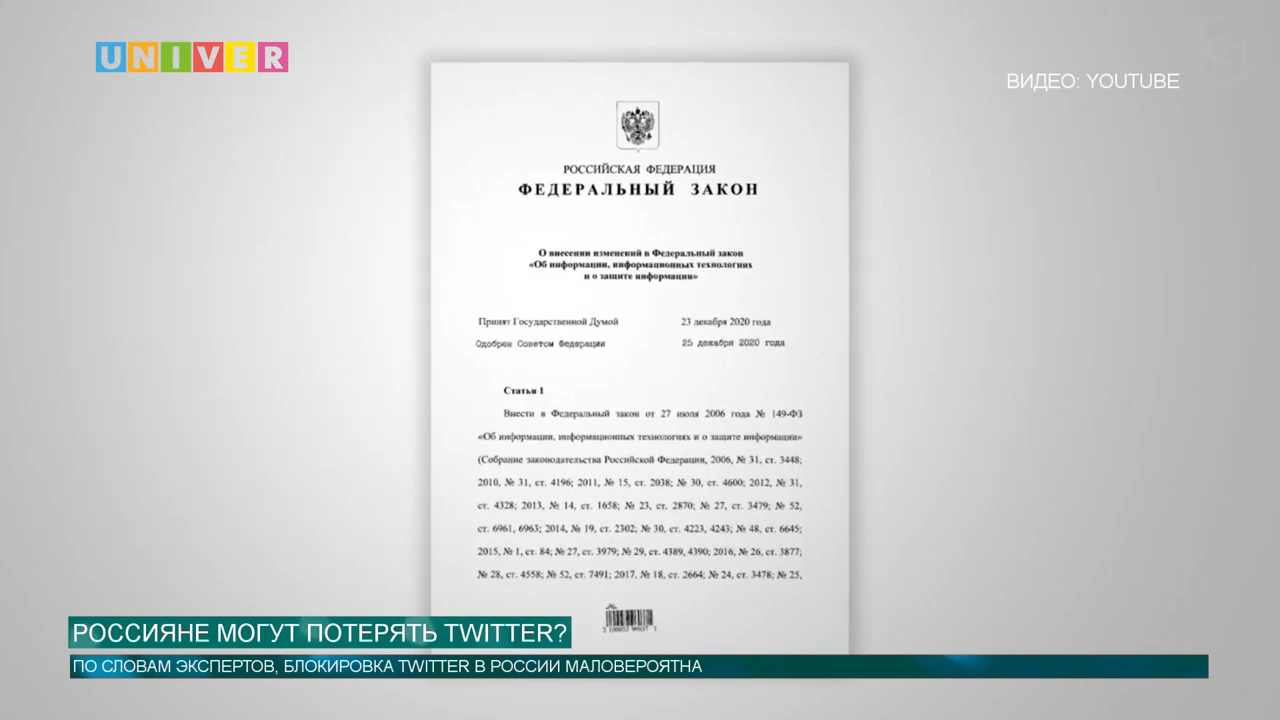 UNIVER
ВИДЕО: YOUTUBE
РОССИЙСКАЯ ФЕДЕРАЦИЯ
ФЕДЕРАЛЬНЫЙ ЗАКОН
О внесении изменений в Федеральный закон
«Об информации, информационных технологиях
и о защите информации»
Принят Государственной Думой 23 декабря 2020 года
Одобрен Советом Федерации 25 декабря 2020 года
Статья 1
Внести в Федеральный закон от 27 июля 2006 года № 149-ФЗ
«Об информации, информационных технологиях и о защите информации»
(Собрание законодательства Российской Федерации, 2006, № 31, ст. 3448;
2010, № 31, ст. 4196; 2011, № 15, ст. 2038; № 30, ст. 4600; 2012, № 31,
ст. 4328; 2013, № 14, ст. 1658; № 23, ст. 2870; № 27, ст. 3479; № 52,
ст. 6961, 6963; 2014, № 19, ст. 2302; № 30, ст. 4223, 4243; № 48, ст. 6645;
2015, № 1, ст. 84; № 27, ст. 3979; № 29, ст. 4389, 4390; 2016, № 26, ст. 3877;
№ 28, ст. 4558; № 52, ст. 7491; 2017, № 18, ст. 2664; № 24, ст. 3478; № 25,
2 100052 96037 1
РОССИЯНЕ МОГУТ ПОТЕРЯТЬ TWITTER?
ПО СЛОВАМ ЭКСПЕРТОВ, БЛОКИРОВКА TWITTER В РОССИИ МАЛОВЕРОЯТНА